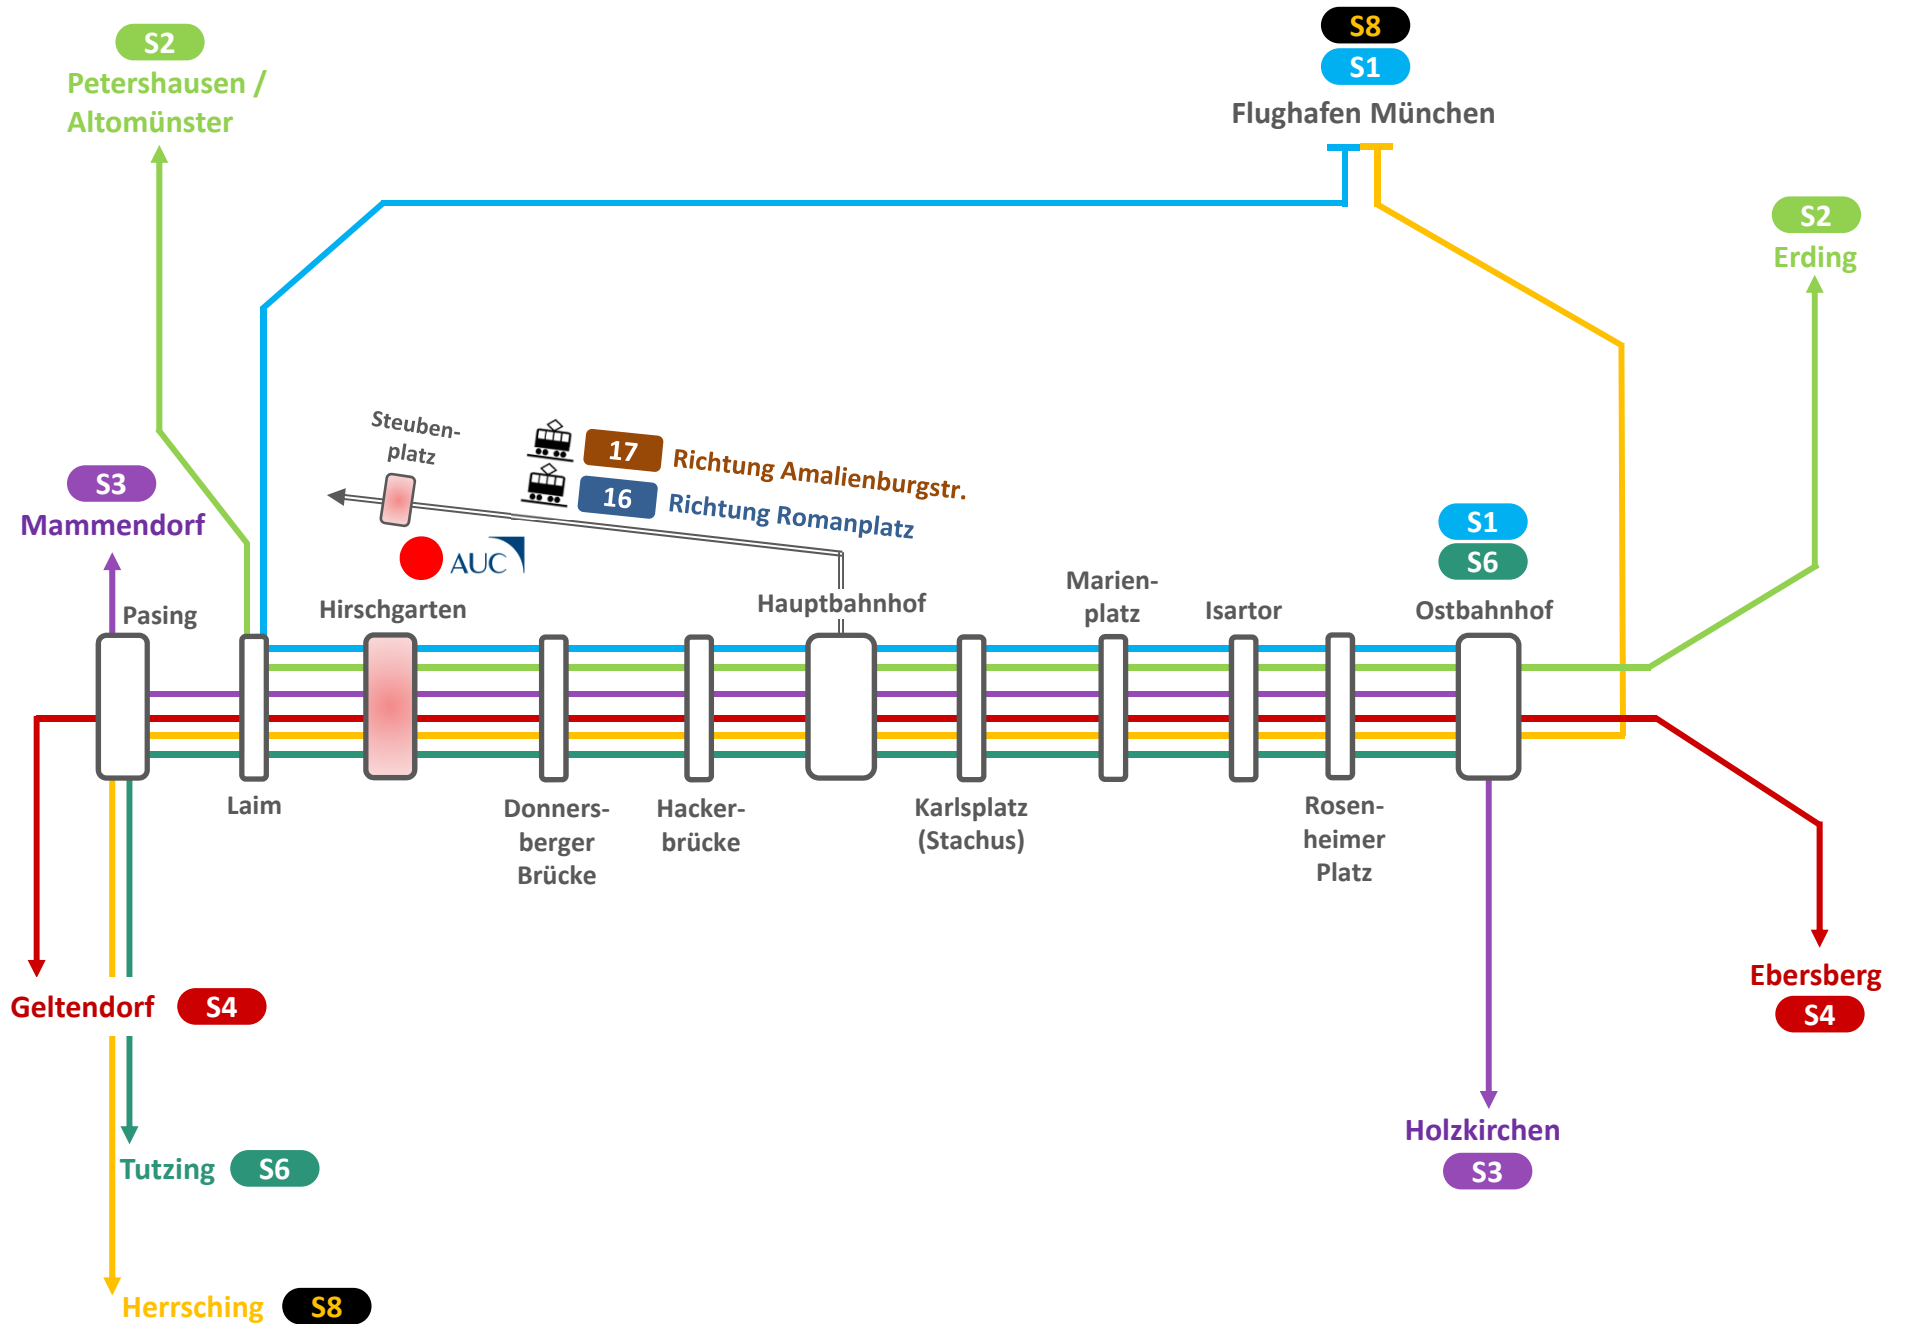 S2
Petershausen /
Altomünster
S8
S1
Flughafen München
S2
Erding
Steuben-
platz
17 Richtung Amalienburgstr.
16 Richtung Romanplatz
S3
Mammendorf
AUC
S1
S6
Pasing
Hirschgarten
Hauptbahnhof
Marien-
platz
Isartor
Ostbahnhof
Laim
Donners-
berger
Brücke
Hacker-
brücke
Karlsplatz
(Stachus)
Rosen-
heimer
Platz
Geltendorf S4
Ebersberg
S4
Tutzing S6
Holzkirchen
S3
Herrsching S8